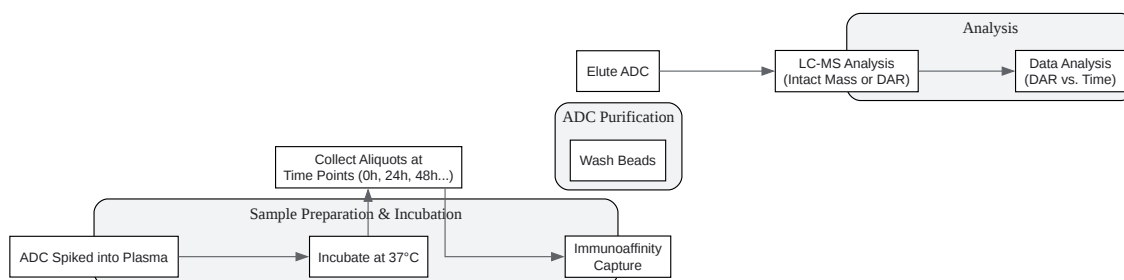 Analysis
Elute ADC
LC-MS Analysis
(Intact Mass or DAR)
Data Analysis
(DAR vs. Time)
ADC Purification
Wash Beads
Collect Aliquots at
Time Points (0h, 24h, 48h...)
Sample Preparation & Incubation
ADC Spiked into Plasma
Incubate at 37°C
Immunoaffinity
Capture